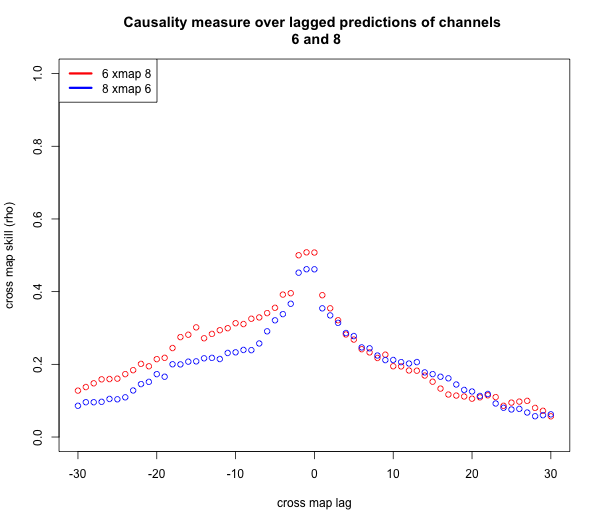 Causality measure over lagged predictions of channels
6 and 8
6 xmap 8
8 xmap 6
cross map skill (rho)
1.0
0.8
0.6
0.4
0.2
0.0
-30 -20 -10 0 10 20 30
cross map lag